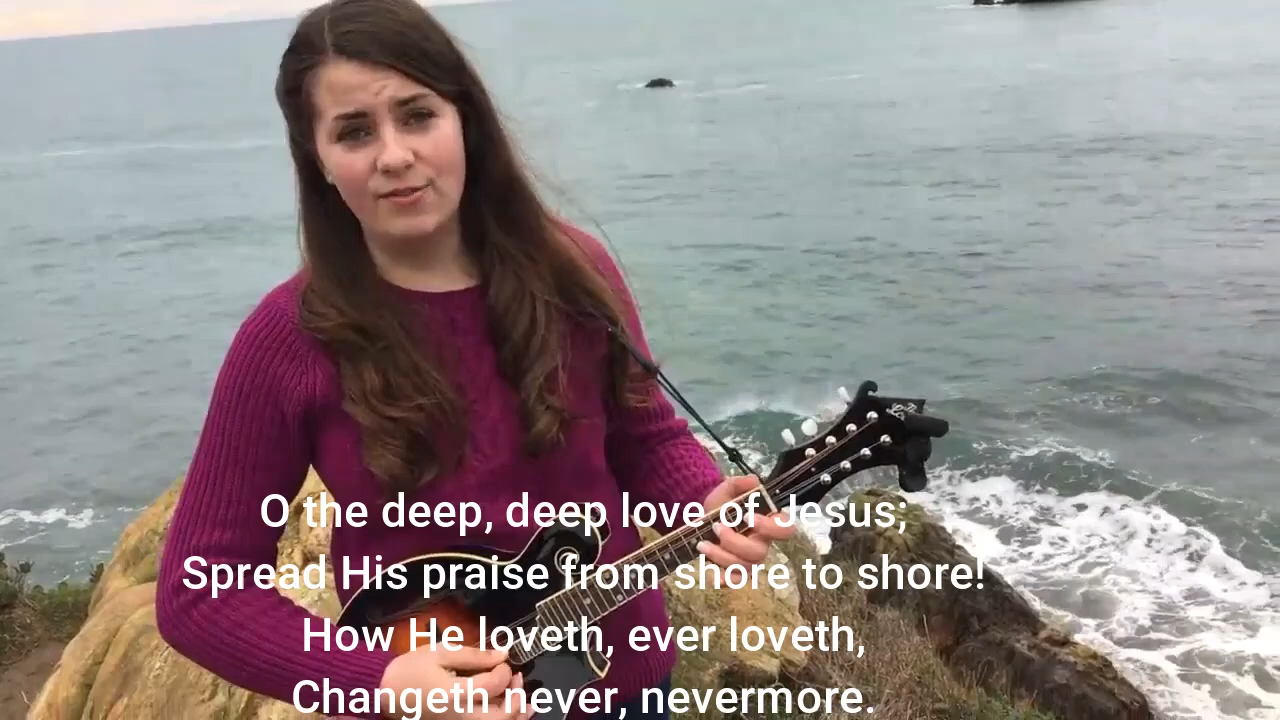 O the deep, deep love of Jesus;
Spread His praise from shore to shore!
How He loveth, ever loveth,
Changeth never, nevermore.